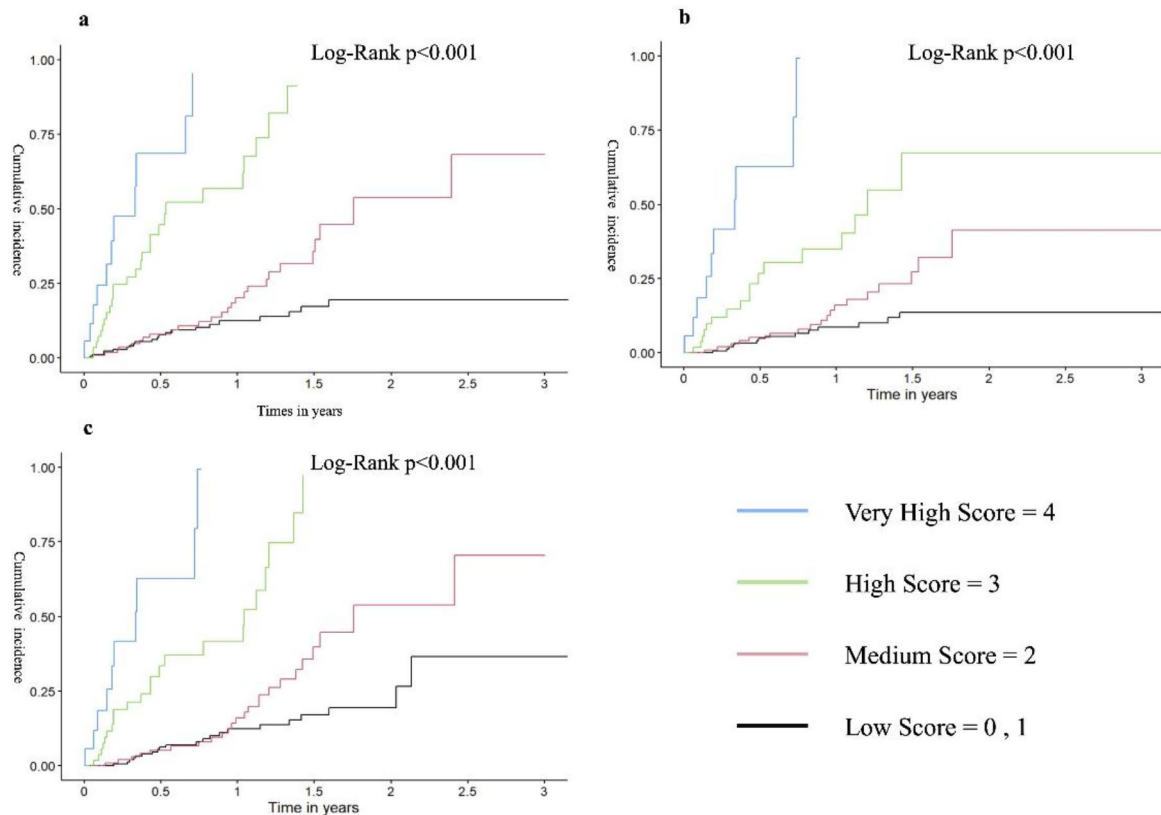 a
Log-Rank p<0.001
1.00
0.75
0.50
0.25
0.00
Cumulative incidence
0 0.5 1 1.5 2 2.5 3
Times in years
b
Log-Rank p<0.001
1.00
0.75
0.50
0.25
0.00
Cumulative incidence
0 0.5 1 1.5 2 2.5 3
Time in years
c
Log-Rank p<0.001
1.00
0.75
0.50
0.25
0.00
Cumulative incidence
0 0.5 1 1.5 2 2.5 3
Time in years
Very High Score = 4
High Score = 3
Medium Score = 2
Low Score = 0 , 1